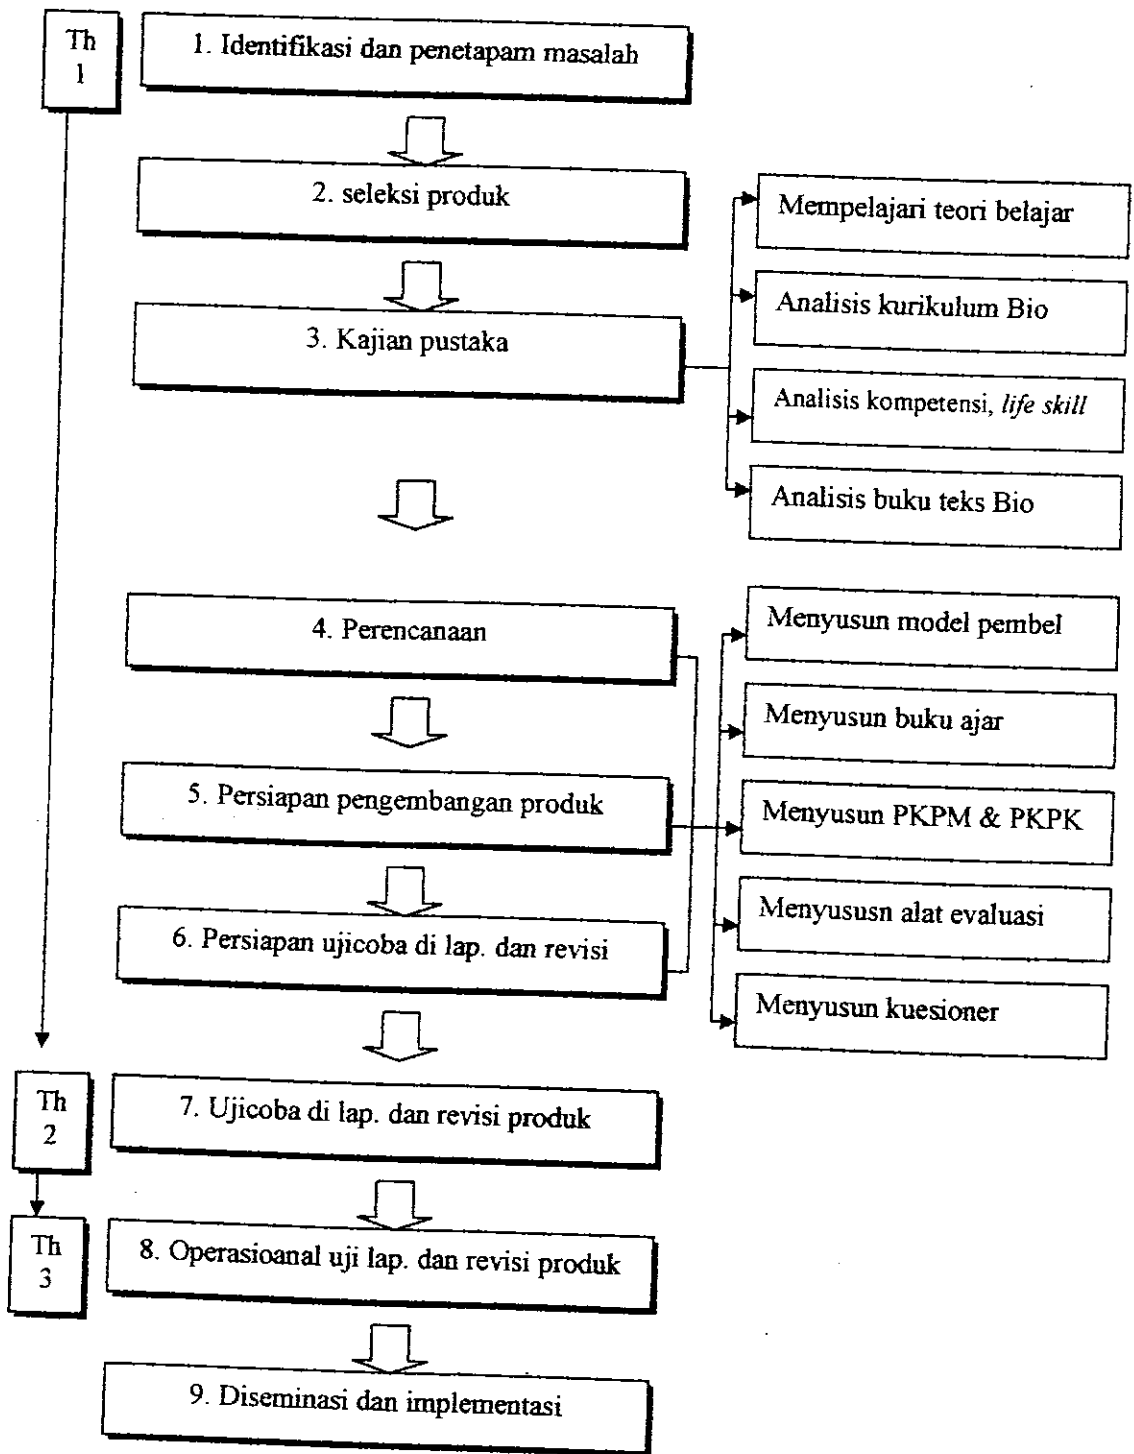 Th
1
1. Identifikasi dan penetapam masalah
2. seleksi produk
3. Kajian pustaka
Mempelajari teori belajar
Analisis kurikulum Bio
Analisis kompetensi, life skill
Analisis buku teks Bio
4. Perencanaan
5. Persiapan pengembangan produk
6. Persiapan ujicoba di lap. dan revisi
Menyusun model pembel
Menyusun buku ajar
Menyusun PKPM & PKPK
Menyususn alat evaluasi
Menyusun kuesioner
Th
2
7. Ujicoba di lap. dan revisi produk
Th
3
8. Operasioanal uji lap. dan revisi produk
9. Diseminasi dan implementasi